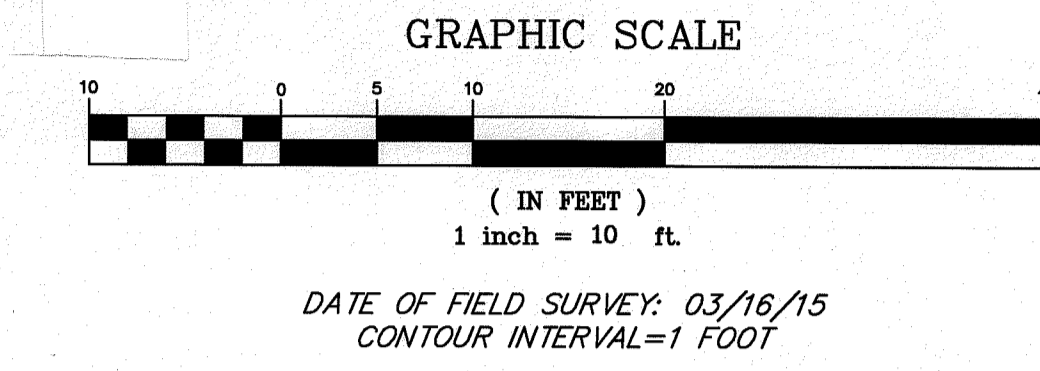 GRAPHIC SCALE
10 0 5 10 20
( IN FEET )
1 inch = 10 ft.
DATE OF FIELD SURVEY: 03/16/15
CONTOUR INTERVAL=1 FOOT